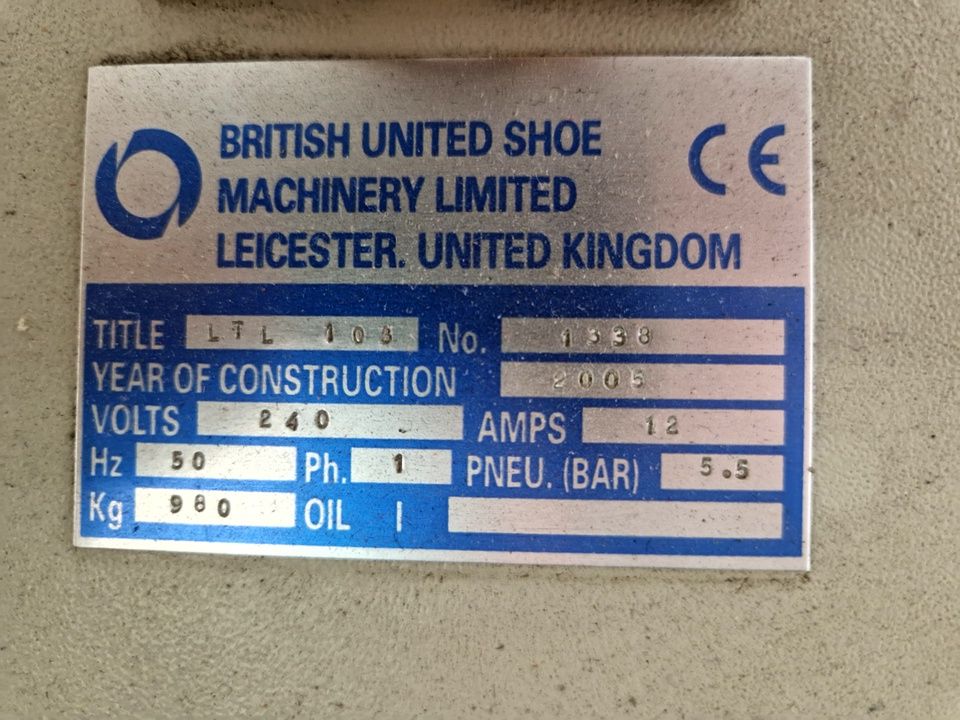 BRITISH UNITED SHOE
MACHINERY LIMITED
LEICESTER. UNITED KINGDOM
CE
TITLE LTL 103 No. 1338
YEAR OF CONSTRUCTION 2005
VOLTS 240 AMPS 12
Hz 50 Ph. 1 PNEU. (BAR) 5.5
Kg 980 OIL l